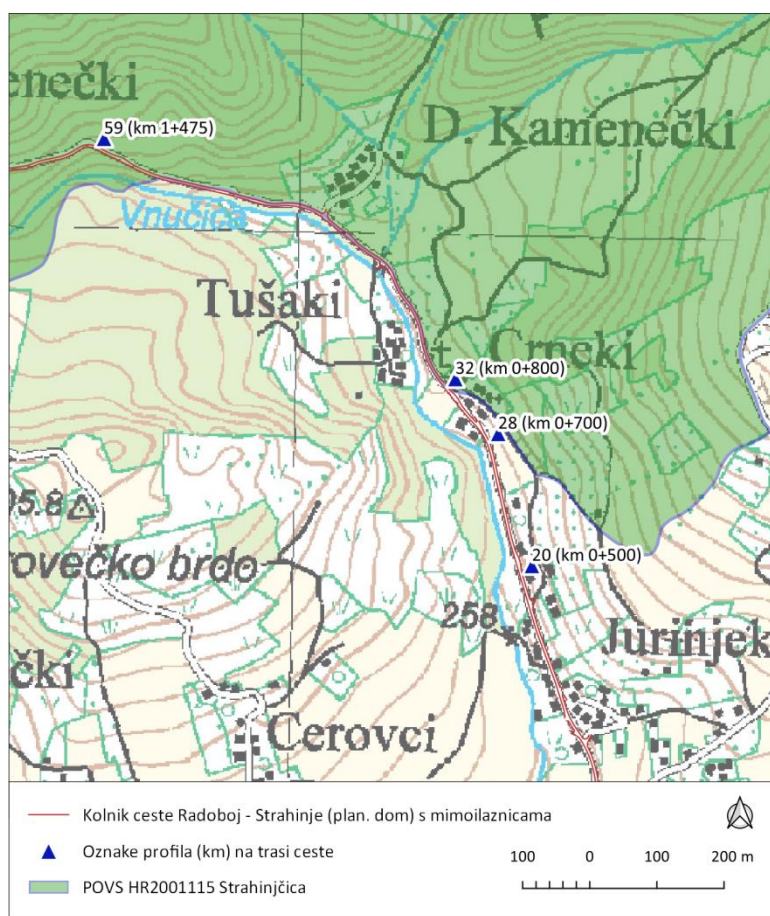 enečki
59 (km 1+475)
D. Kamenečki
Vnučica
Tušaki
Crneki
32 (km 0+800)
28 (km 0+700)
05.8
ovečko brdo
20 (km 0+500)
258
Jurinjek
čki
Cerovci
Kolnik ceste Radoboj - Strahinje (plan. dom) s mimoilaznicama
Oznake profila (km) na trasi ceste
POVS HR2001115 Strahinjčica
100 0 100 200 m